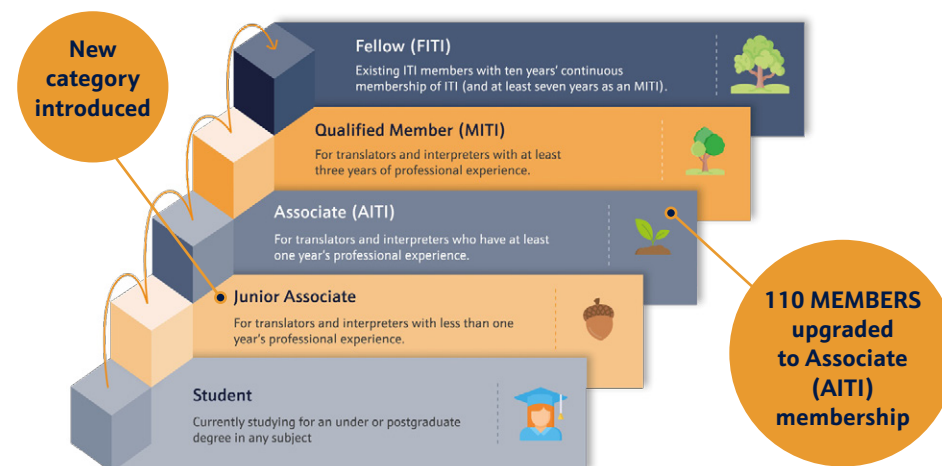 New
category
introduced
Fellow (FITI)
Existing ITI members with ten years' continuous
membership of ITI (and at least seven years as an MITI).
Qualified Member (MITI)
For translators and interpreters with at least
three years of professional experience.
Associate (AITI)
For translators and interpreters who have at least
one year's professional experience.
Junior Associate
For translators and interpreters with less than one
year's professional experience.
Student
Currently studying for an under or postgraduate
degree in any subject
110 MEMBERS
upgraded
to Associate
(AITI)
membership